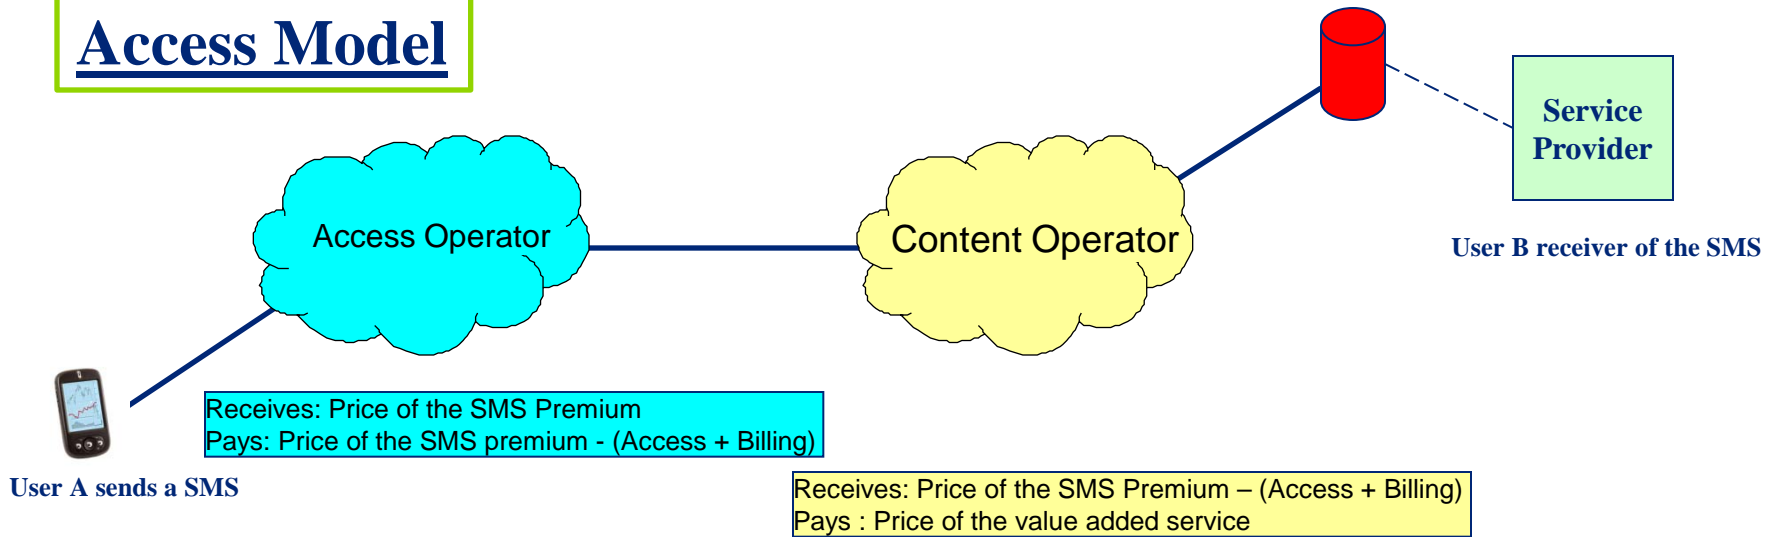 Access Model
Service
Provider
Access Operator
Content Operator
User B receiver of the SMS
Receives: Price of the SMS Premium
Pays: Price of the SMS premium - (Access + Billing)
User A sends a SMS
Receives: Price of the SMS Premium – (Access + Billing)
Pays : Price of the value added service